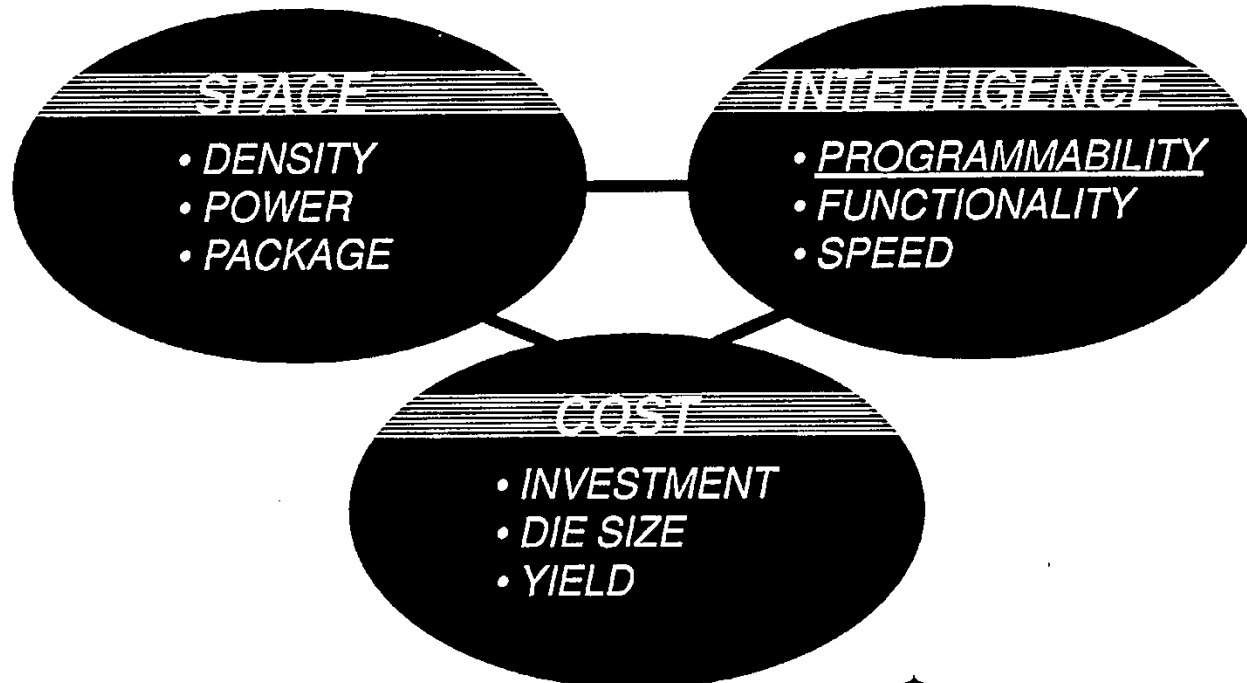 SPACE
• DENSITY
• POWER
• PACKAGE
INTELLIGENCE
• PROGRAMMABILITY
• FUNCTIONALITY
• SPEED
COST
• INVESTMENT
• DIE SIZE
• YIELD